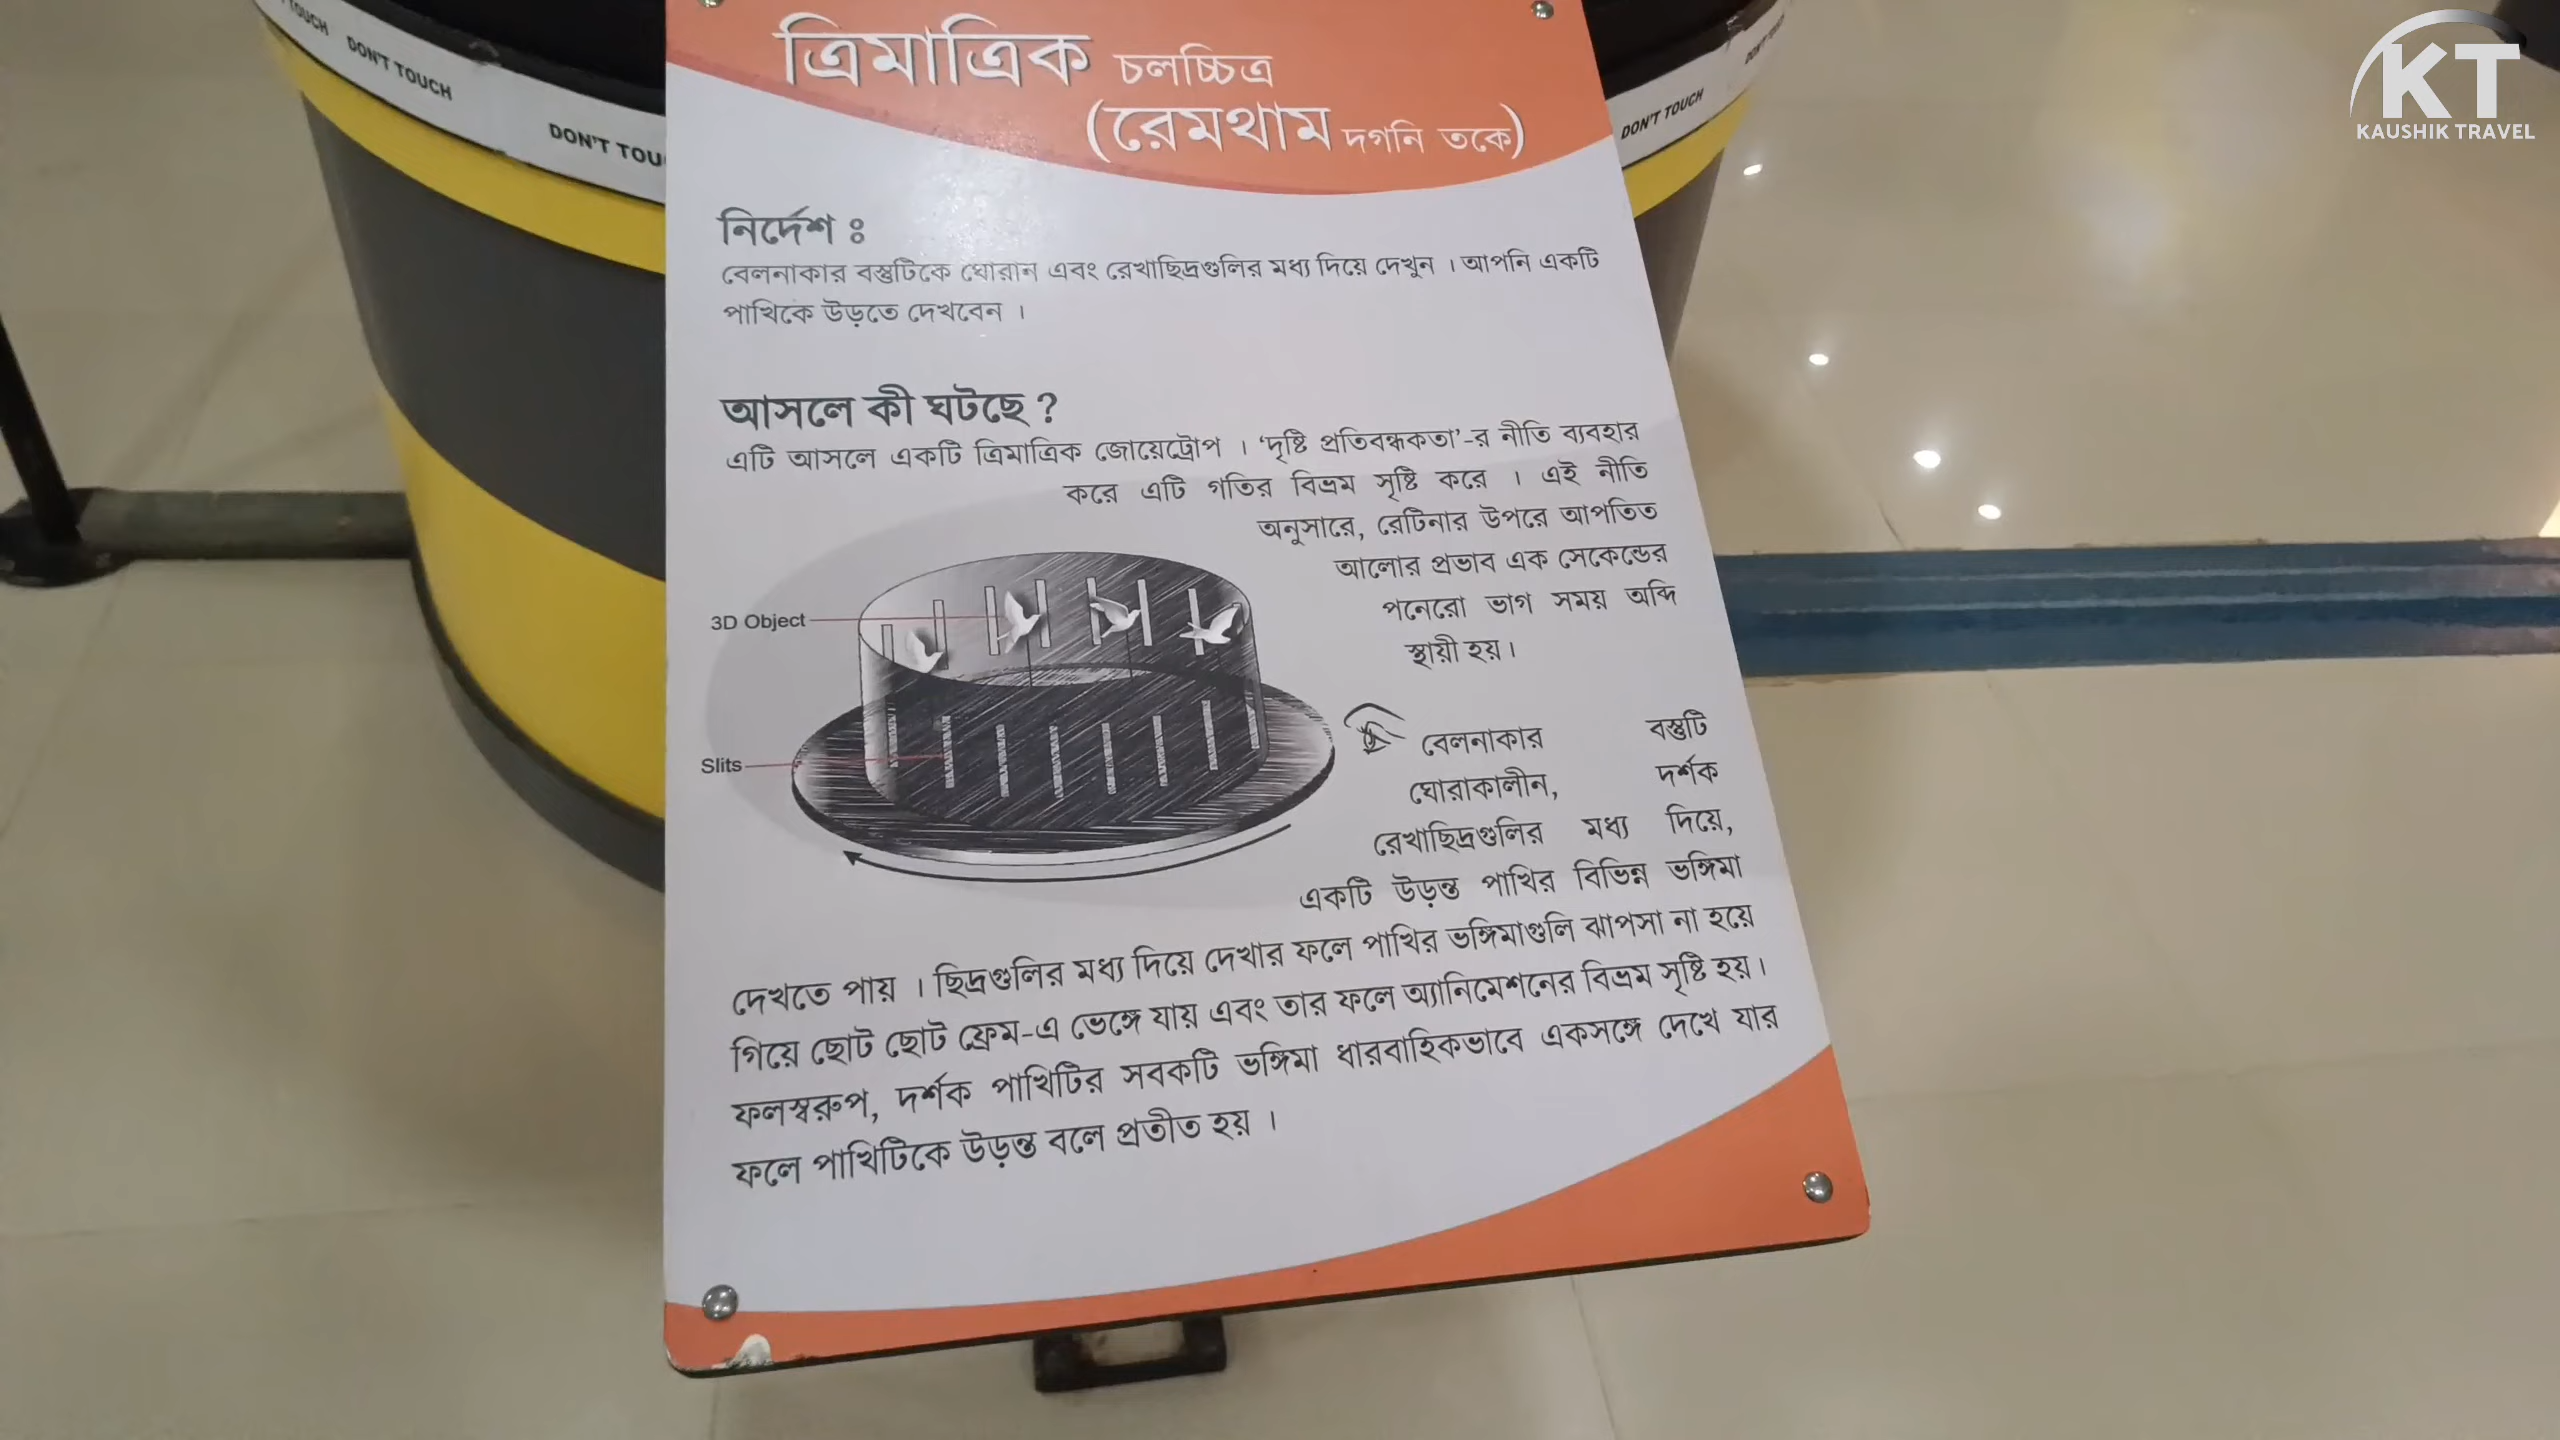 TOUCH DON'T TOUCH DON'T TOU
DON'T TOUCH DON'T
KT
KAUSHIK TRAVEL
ত্রিমাত্রিক চলচ্চিত্র
(রেমথাম দগনি তকে)
নির্দেশ ঃ
বেলনাকার বস্তুটিকে ঘোরান এবং রেখাছিদ্রগুলির মধ্য দিয়ে দেখুন । আপনি একটি
পাখিকে উড়তে দেখবেন ।
আসলে কী ঘটছে ?
এটি আসলে একটি ত্রিমাত্রিক জোয়েট্রোপ । ‘দৃষ্টি প্রতিবন্ধকতা’-র নীতি ব্যবহার
করে এটি গতির বিভ্রম সৃষ্টি করে । এই নীতি
অনুসারে, রেটিনার উপরে আপতিত
আলোর প্রভাব এক সেকেন্ডের
পনেরো ভাগ সময় অব্দি
স্থায়ী হয়।
3D Object
Slits
বেলনাকার বস্তুটি
ঘোরাকালীন, দর্শক
রেখাছিদ্রগুলির মধ্য দিয়ে,
একটি উড়ন্ত পাখির বিভিন্ন ভঙ্গিমা
দেখতে পায় । ছিদ্রগুলির মধ্য দিয়ে দেখার ফলে পাখির ভঙ্গিমাগুলি ঝাপসা না হয়ে
গিয়ে ছোট ছোট ফ্রেম-এ ভেঙ্গে যায় এবং তার ফলে অ্যানিমেশনের বিভ্রম সৃষ্টি হয়।
ফলস্বরুপ, দর্শক পাখিটির সবকটি ভঙ্গিমা ধারবাহিকভাবে একসঙ্গে দেখে যার
ফলে পাখিটিকে উড়ন্ত বলে প্রতীত হয় ।